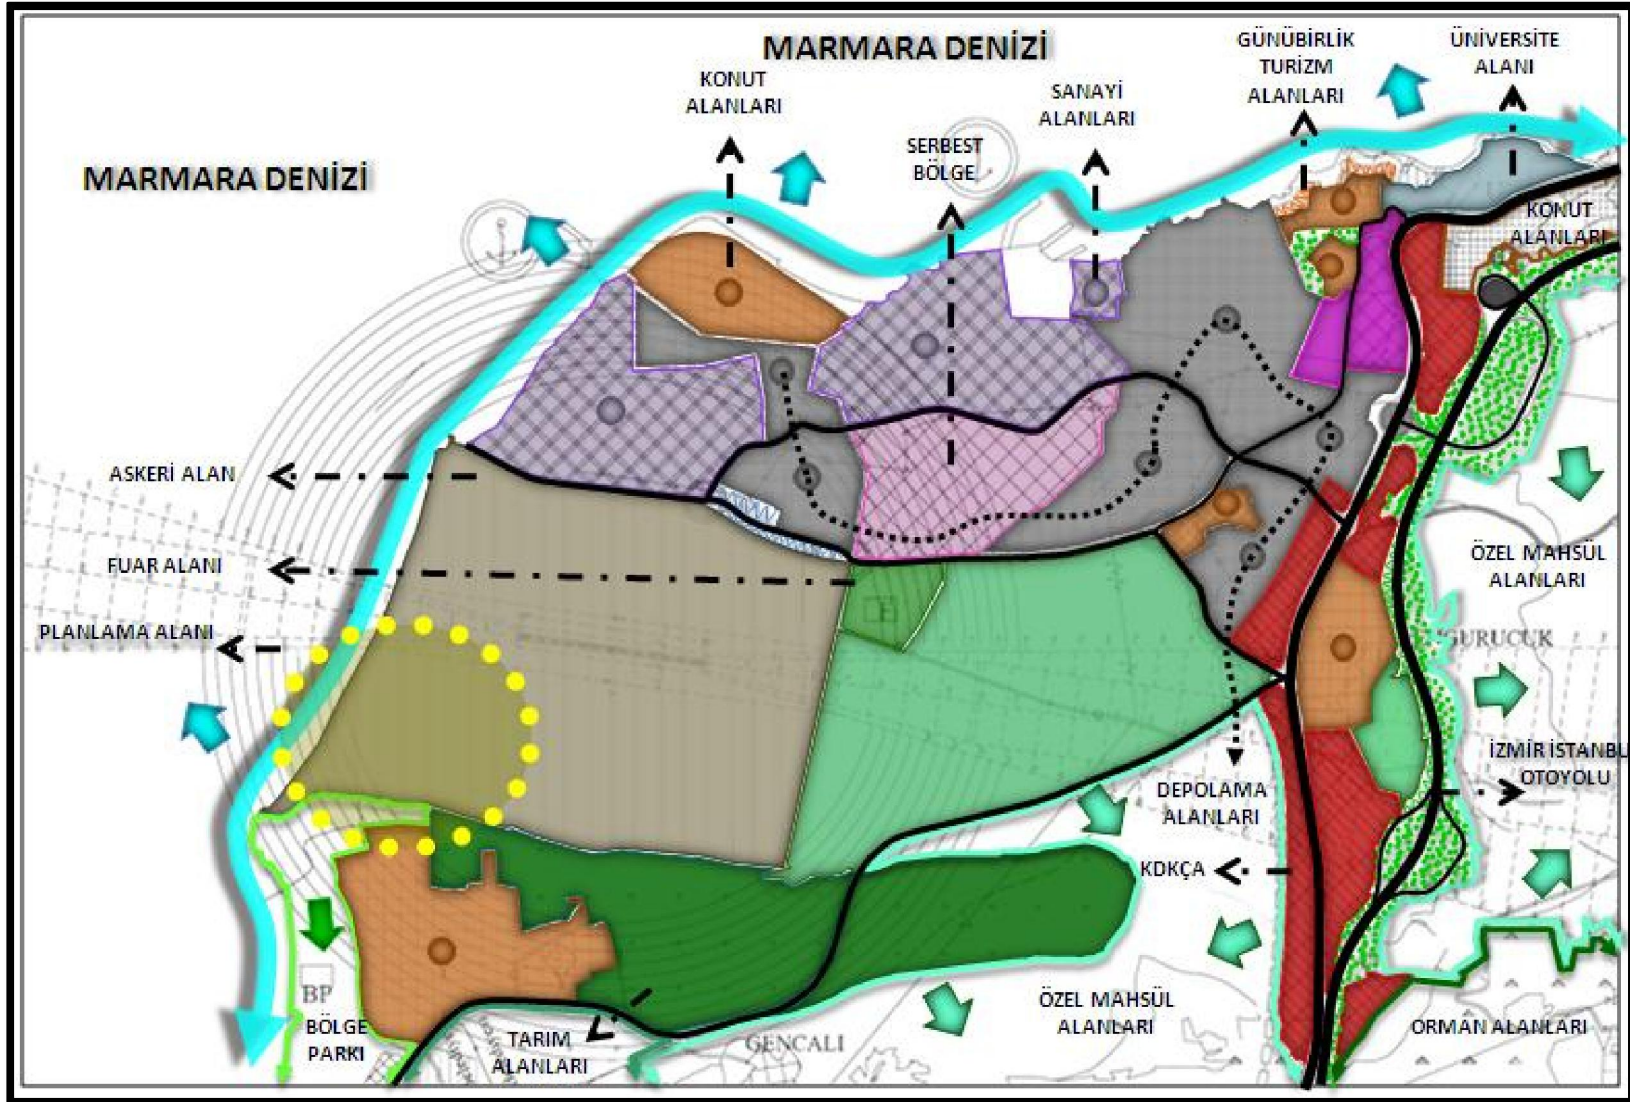 MARMARA DENİZİ
GÜNÜBİRLİK
TURİZM
ALANLARI
ÜNİVERSİTE
ALANI
KONUT
ALANLARI
SANAYİ
ALANLARI
SERBEST
BÖLGE
MARMARA DENİZİ
KONUT
ALANLARI
ASKERİ ALAN
FUAR ALANI
ÖZEL MAHSÜL
ALANLARI
PLANLAMA ALANI
GURUCUK
İZMİR İSTANBU
OTOYOLU
DEPOLAMA
ALANLARI
KDKÇA
BP
BÖLGE
PARKI
TARIM
ALANLARI
GENCALİ
ÖZEL MAHSÜL
ALANLARI
ORMAN ALANLARI